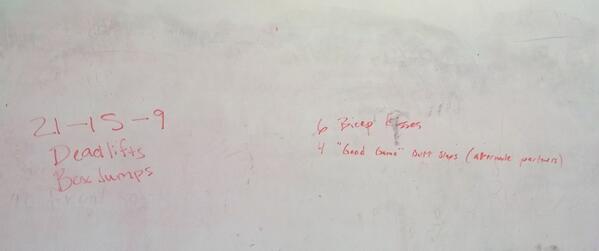 21-15-9
Deadlifts
Box Jumps
6 Bicep Kisses
4 "Good Game" Butt Slaps (alternate partners)